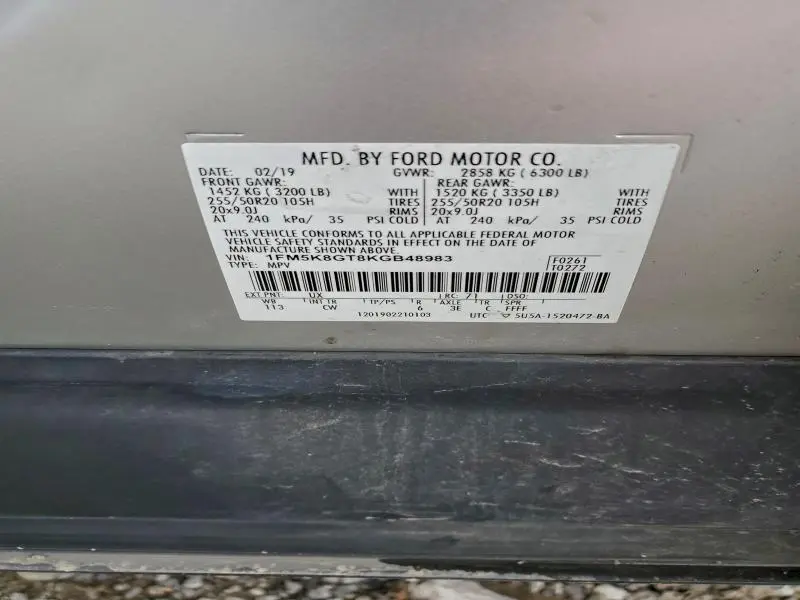 MFD. BY FORD MOTOR CO.
DATE: 02/19 GVWR: 2858 KG ( 6300 LB)
FRONT GAWR: REAR GAWR:
1452 KG ( 3200 LB) WITH 1520 KG ( 3350 LB) WITH
255/50R20 105H TIRES 255/50R20 105H TIRES
20x9.0J RIMS 20x9.0J RIMS
AT 240 kPa/ 35 PSI COLD AT 240 kPa/ 35 PSI COLD
THIS VEHICLE CONFORMS TO ALL APPLICABLE FEDERAL MOTOR
VEHICLE SAFETY STANDARDS IN EFFECT ON THE DATE OF
MANUFACTURE SHOWN ABOVE.
VIN: 1FM5K8GT8KGB48983 F0261
TYPE: MPV T0272
EXT PNT: UX RC: 71 DSO:
WB INT TR TP/PS R AXLE TR SPR
113 CW 6 3E C FFFF
1201902210103 UTC ▽ 5U5A-1520472-BA